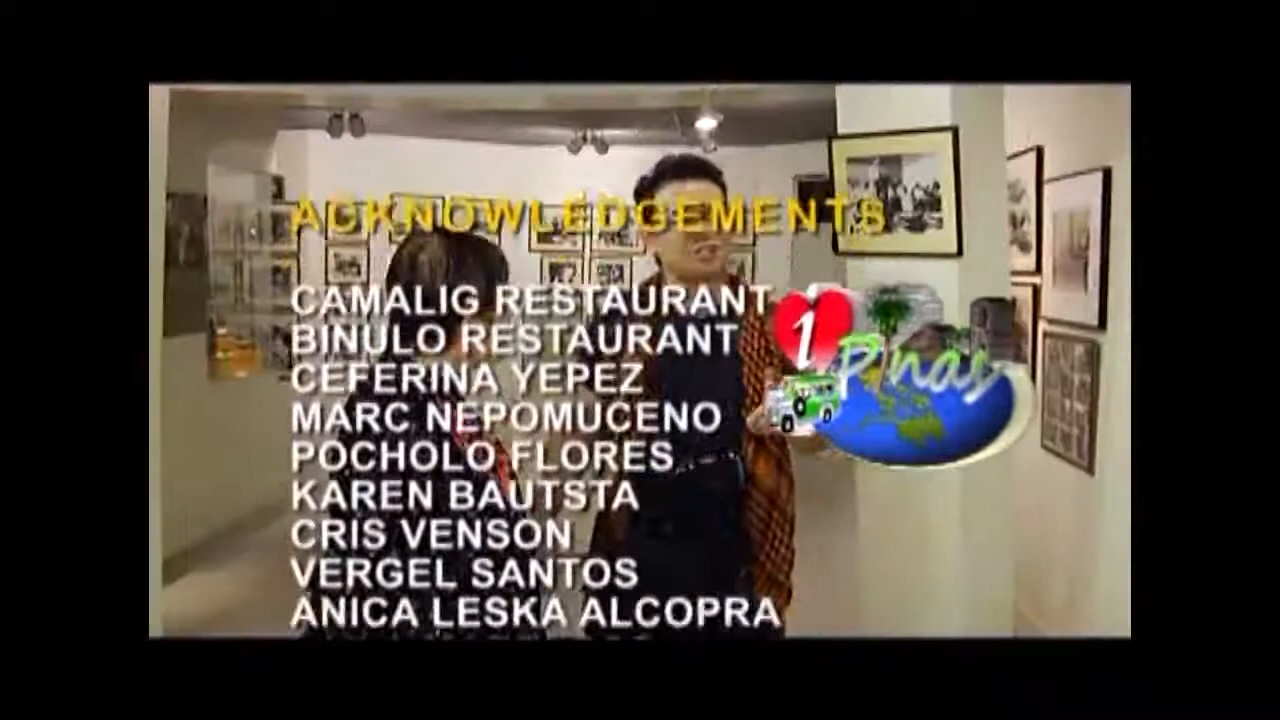 ACKNOWLEDGEMENTS
CAMALIG RESTAURANT
BINULO RESTAURANT
CEFERINA YEPEZ
MARC NEPOMUCENO
POCHOLO FLORES
KAREN BAUTSTA
CRIS VENSON
VERGEL SANTOS
ANICA LESKA ALCOPRA
i
Pinas